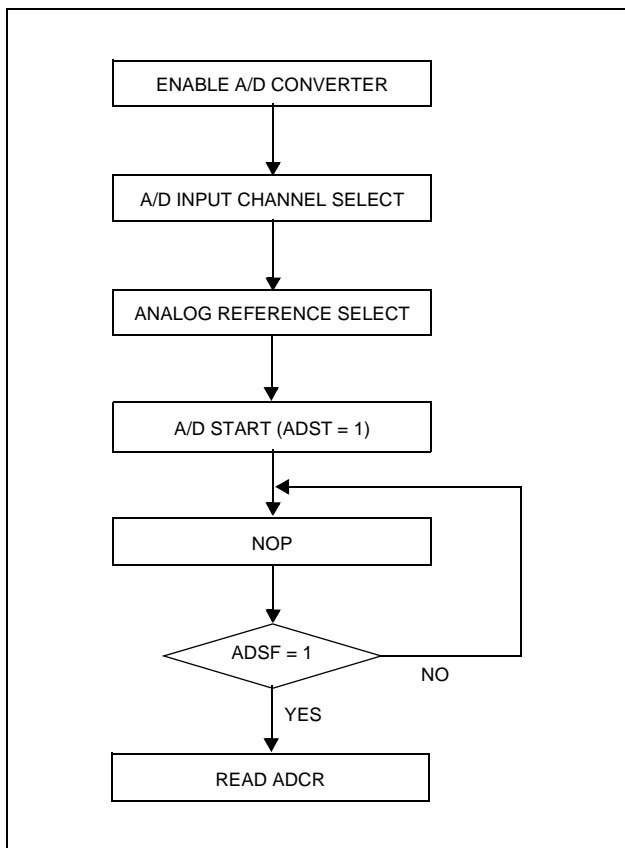 ENABLE A/D CONVERTER
A/D INPUT CHANNEL SELECT
ANALOG REFERENCE SELECT
A/D START (ADST = 1)
NOP
ADSF = 1
NO
YES
READ ADCR